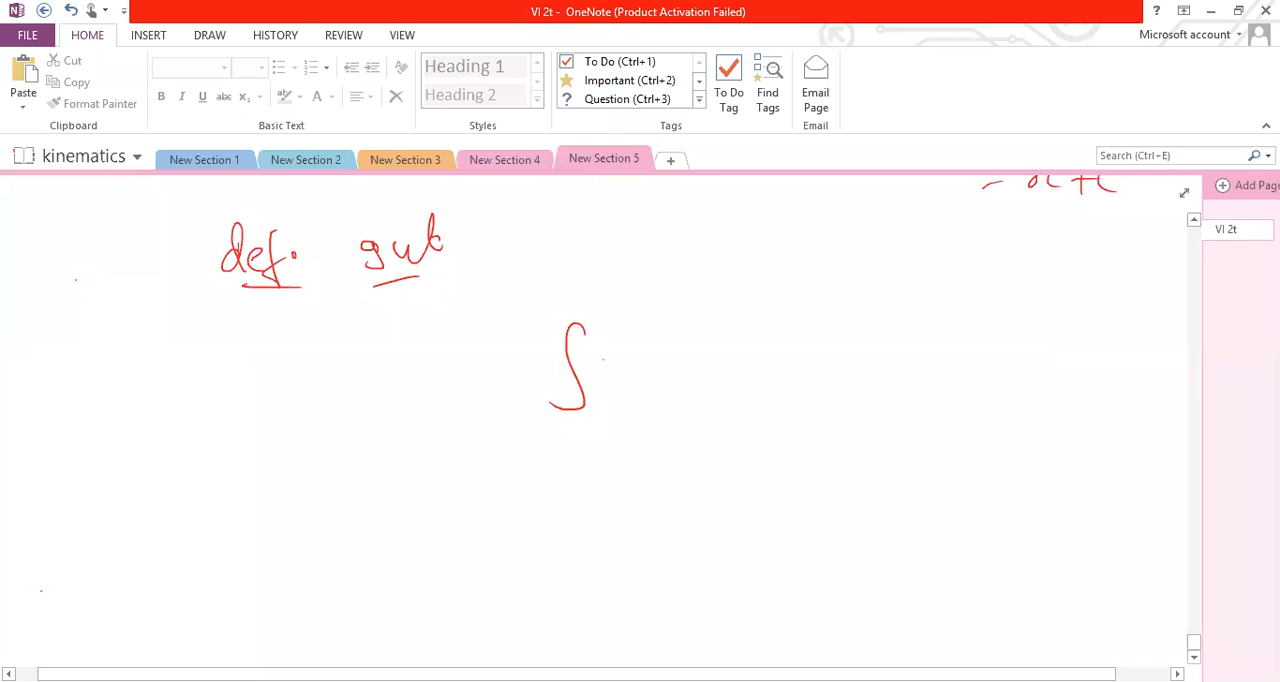 VI 2t - OneNote (Product Activation Failed)
FILE HOME INSERT DRAW HISTORY REVIEW VIEW
Microsoft account
Paste
Cut
Copy
Format Painter
Clipboard
B I U abc X₂ A
Basic Text
Heading 1
Heading 2
Styles
To Do (Ctrl+1)
Important (Ctrl+2)
Question (Ctrl+3)
To Do Tag
Find Tags
Tags
Email Page
Email
kinematics
New Section 1 New Section 2 New Section 3 New Section 4 New Section 5
Search (Ctrl+E)
Add Page
VI 2t
def.
∫